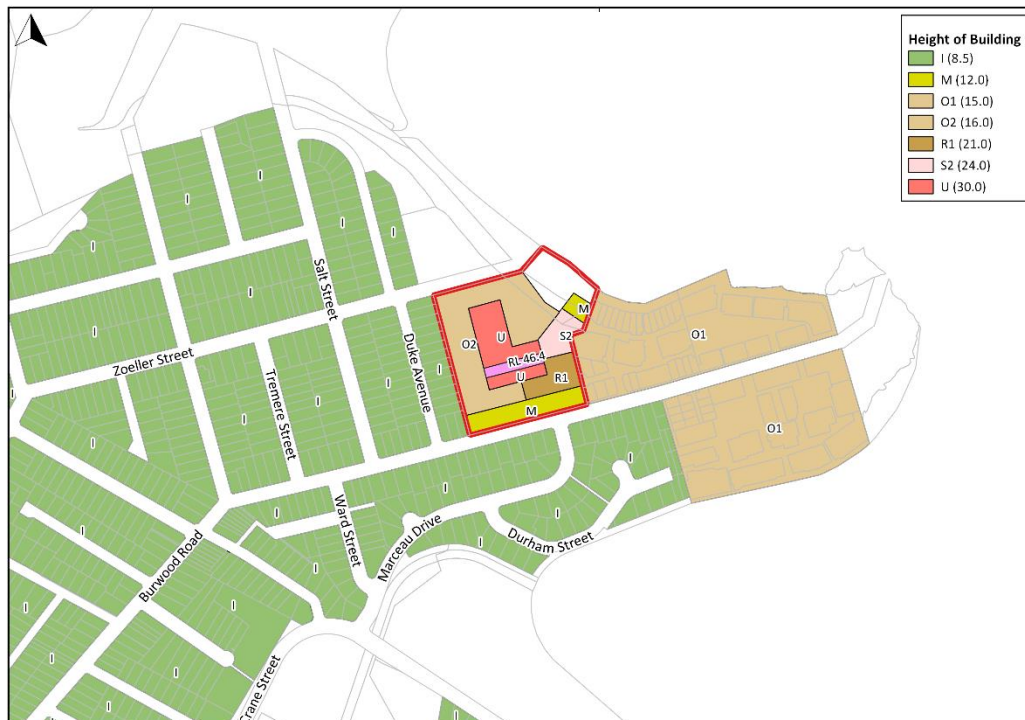 Height of Building
I (8.5)
M (12.0)
O1 (15.0)
O2 (16.0)
R1 (21.0)
S2 (24.0)
U (30.0)
I
I
I
I
I
I
Salt Street
M
O1
S2
O2
U
RL 46.4
U
R1
Duke Avenue
I
Zoeller Street
I
Tremere Street
I
I
M
O1
I
I
I
I
Ward Street
I
I
Marceau Drive
Durham Street
I
Burwood Road
I
I
I
I
I
I
Crane Street
I
I
I